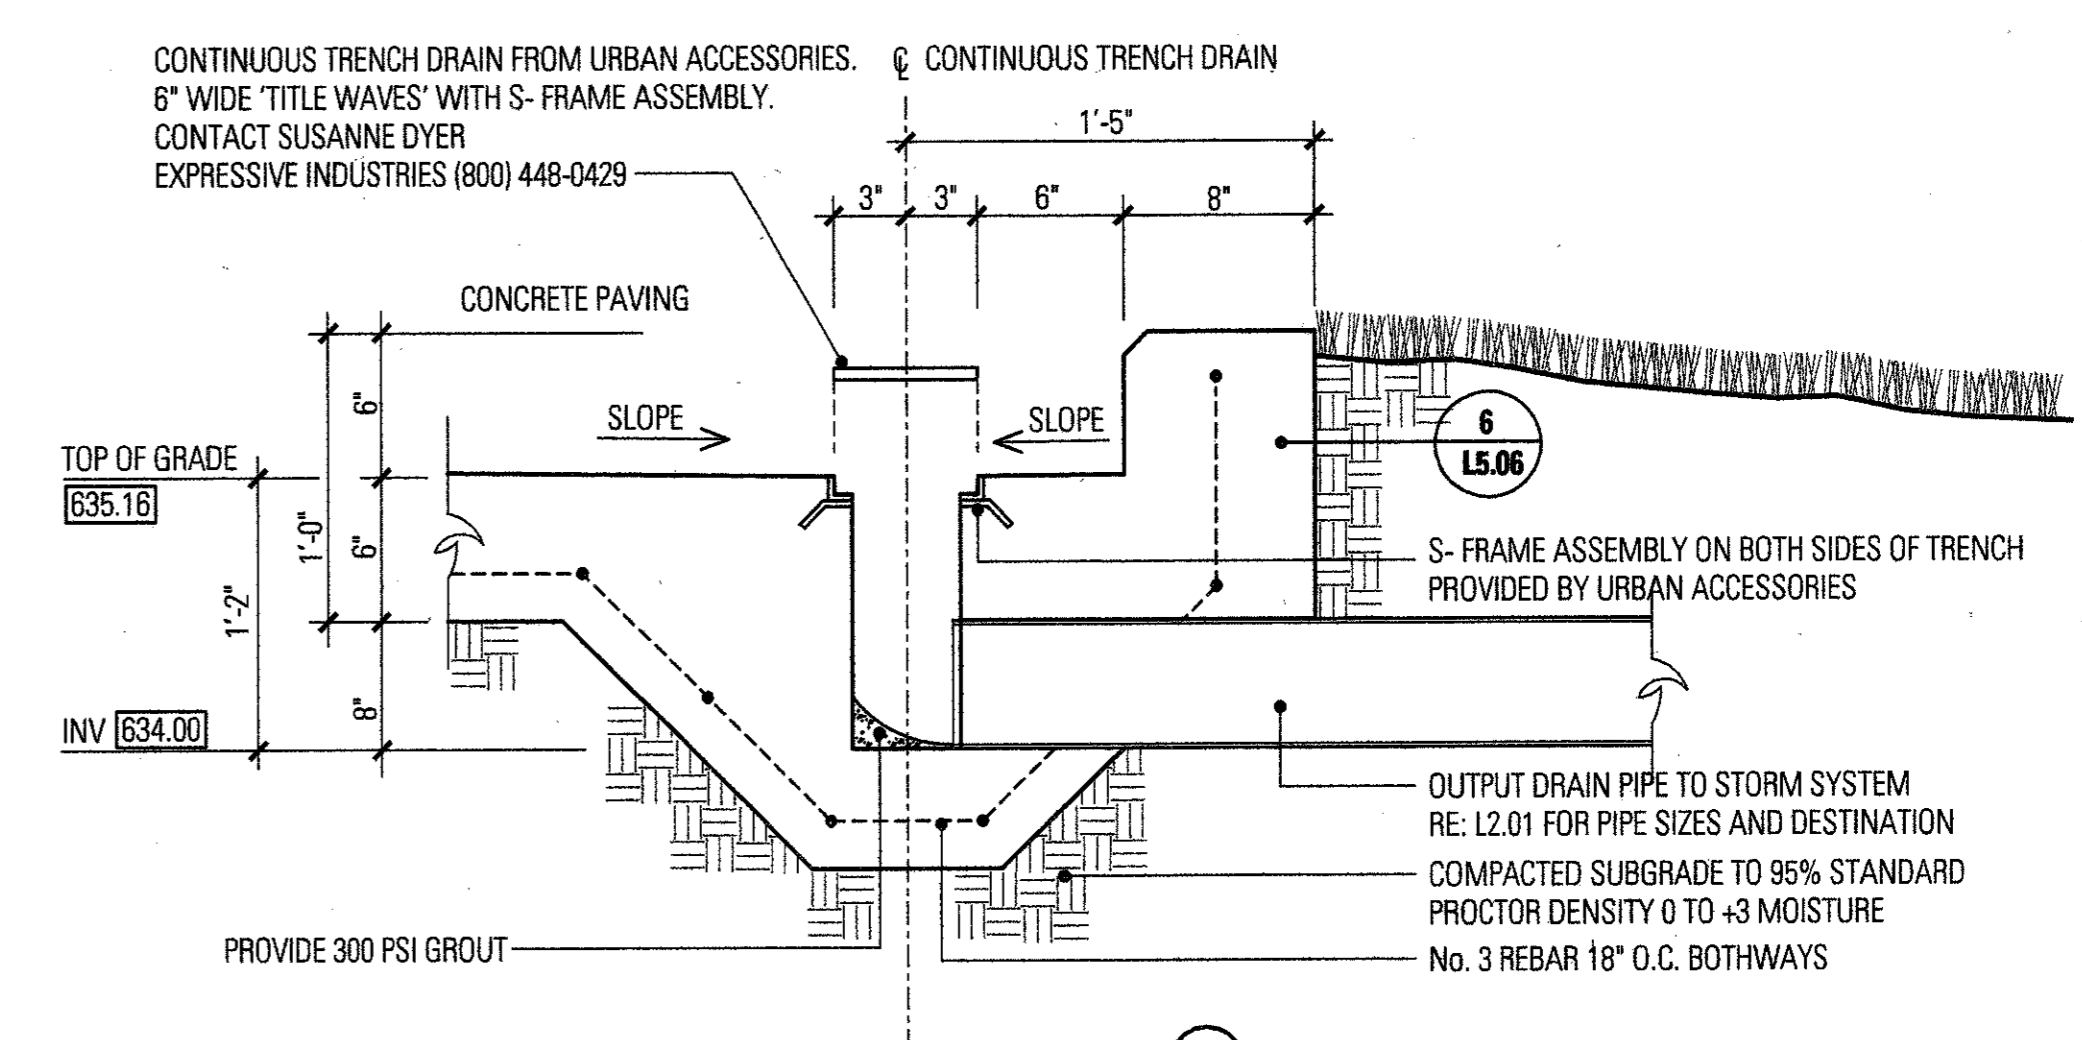 CONTINUOUS TRENCH DRAIN FROM URBAN ACCESSORIES.
6" WIDE 'TITLE WAVES' WITH S- FRAME ASSEMBLY.
CONTACT SUSANNE DYER
EXPRESSIVE INDUSTRIES (800) 448-0429
℄ CONTINUOUS TRENCH DRAIN
1'-5"
3" 3" 6" 8"
CONCRETE PAVING
6"
SLOPE
SLOPE
6
L5.06
TOP OF GRADE
635.16
1'-0"
6"
1'-2"
S- FRAME ASSEMBLY ON BOTH SIDES OF TRENCH
PROVIDED BY URBAN ACCESSORIES
8"
INV 634.00
OUTPUT DRAIN PIPE TO STORM SYSTEM
RE: L2.01 FOR PIPE SIZES AND DESTINATION
COMPACTED SUBGRADE TO 95% STANDARD
PROCTOR DENSITY 0 TO +3 MOISTURE
PROVIDE 300 PSI GROUT
No. 3 REBAR 18" O.C. BOTHWAYS